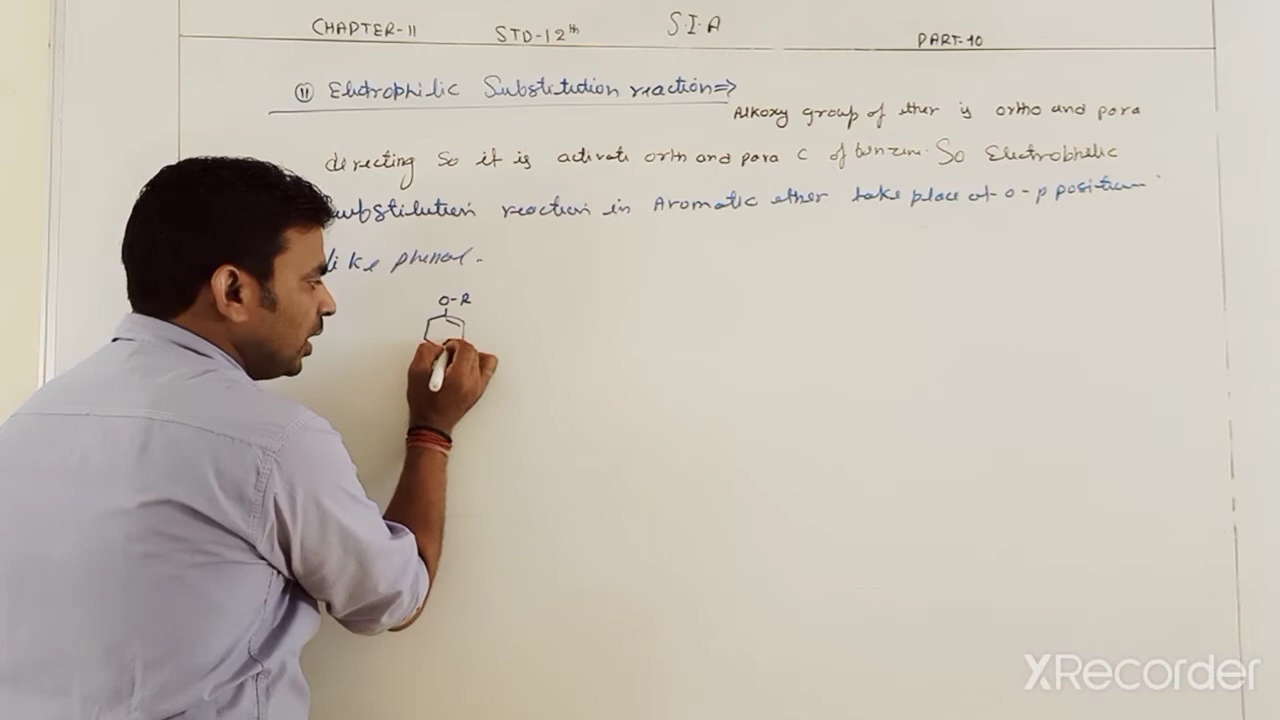 CHAPTER-11 STD-12th S.I.A PART-10
⑪ Electrophilic Substitution reaction⇒
Alkoxy group of ether is ortho and para
derecting So it is activate orth and para C of benzene. So Electrophilic
substitution reaction in Aromatic ether take place at o-p position
like phenol.
O-R
XRecorder